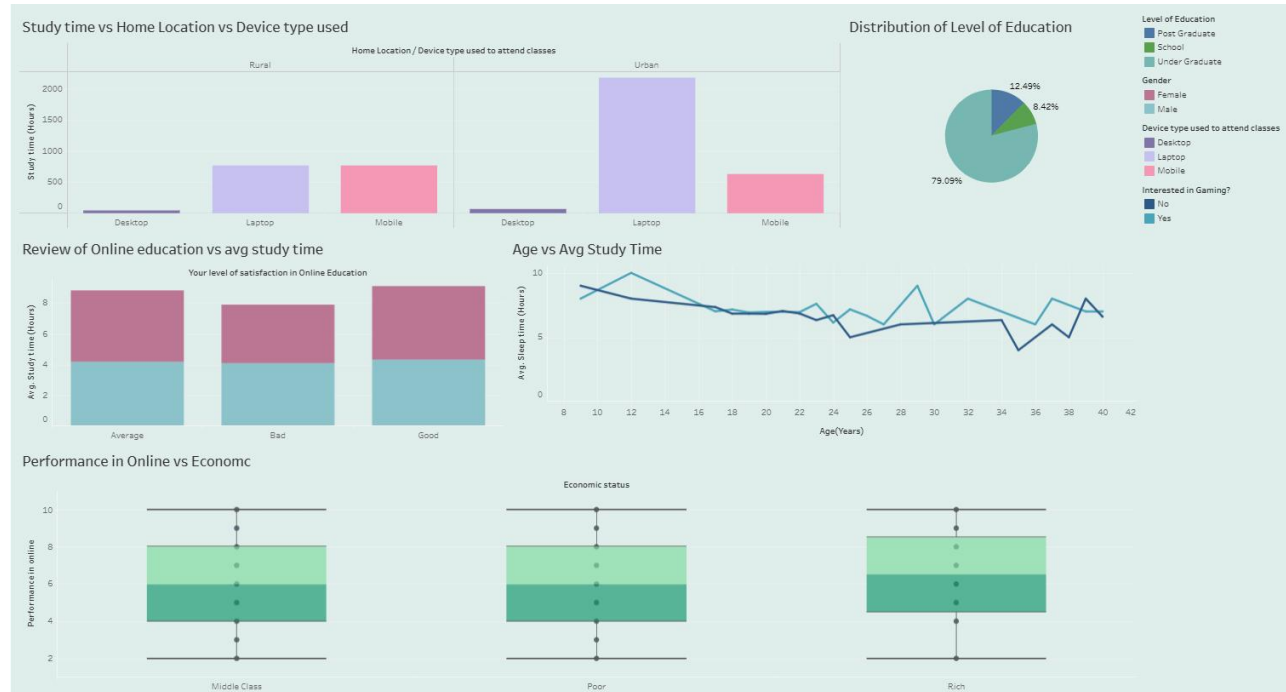 Study time vs Home Location vs Device type used
Home Location / Device type used to attend classes
Rural
Urban
Study time (Hours)
2000
1500
1000
500
0
Desktop
Laptop
Mobile
Desktop
Laptop
Mobile
Distribution of Level of Education
12.49%
8.42%
79.09%
Level of Education
Post Graduate
School
Under Graduate
Gender
Female
Male
Device type used to attend classes
Desktop
Laptop
Mobile
Interested in Gaming?
No
Yes
Review of Online education vs avg study time
Your level of satisfaction in Online Education
Avg. Study time(Hours)
8
6
4
2
0
Average
Bad
Good
Age vs Avg Study Time
Avg. Sleep time (Hours)
10
5
0
8 10 12 14 16 18 20 22 24 26 28 30 32 34 36 38 40 42
Age(Years)
Performance in Online vs Economc
Economic status
Performance in online
10
8
6
4
2
Middle Class
Poor
Rich